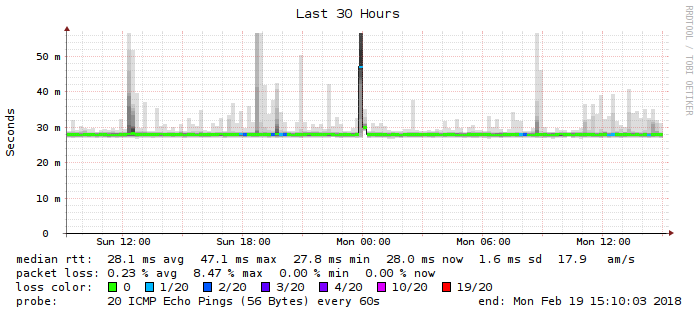 Last 30 Hours
RRDTOOL / TOBI OETIKER
Seconds
50 m
40 m
30 m
20 m
10 m
0
Sun 12:00 Sun 18:00 Mon 00:00 Mon 06:00 Mon 12:00
median rtt: 28.1 ms avg 47.1 ms max 27.8 ms min 28.0 ms now 1.6 ms sd 17.9 am/s
packet loss: 0.23 % avg 8.47 % max 0.00 % min 0.00 % now
loss color: 0 1/20 2/20 3/20 4/20 10/20 19/20
probe: 20 ICMP Echo Pings (56 Bytes) every 60s end: Mon Feb 19 15:10:03 2018